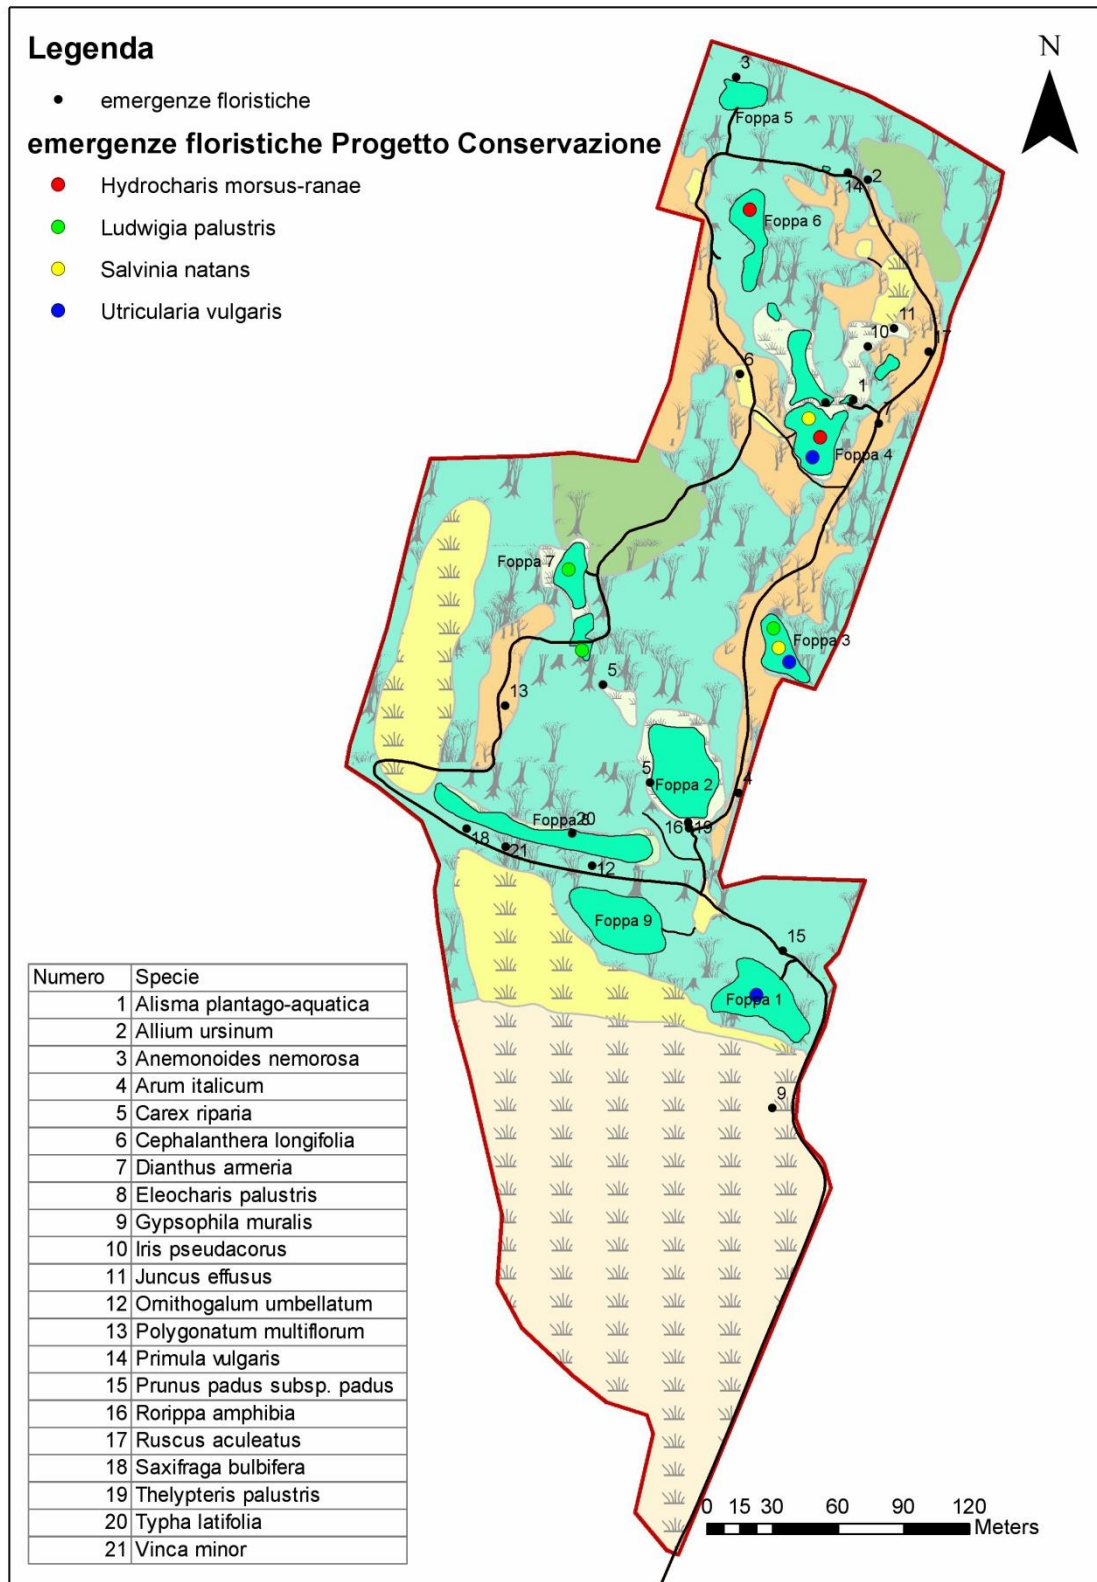 Legenda
emergenze floristiche
emergenze floristiche Progetto Conservazione
Hydrocharis morsus-ranae
Ludwigia palustris
Salvinia natans
Utricularia vulgaris
N
3
Foppa 5
14
2
Foppa 6
11
10
17
6
1
7
Foppa 4
Foppa 7
Foppa 3
5
13
5
Foppa 2
4
16
19
Foppa 8
20
18
21
12
Foppa 9
15
Foppa 1
9
Numero Specie
1 Alisma plantago-aquatica
2 Allium ursinum
3 Anemonoides nemorosa
4 Arum italicum
5 Carex riparia
6 Cephalanthera longifolia
7 Dianthus armeria
8 Eleocharis palustris
9 Gypsophila muralis
10 Iris pseudacorus
11 Juncus effusus
12 Ornithogalum umbellatum
13 Polygonatum multiflorum
14 Primula vulgaris
15 Prunus padus subsp. padus
16 Rorippa amphibia
17 Ruscus aculeatus
18 Saxifraga bulbifera
19 Thelypteris palustris
20 Typha latifolia
21 Vinca minor
0 15 30 60 90 120
Meters